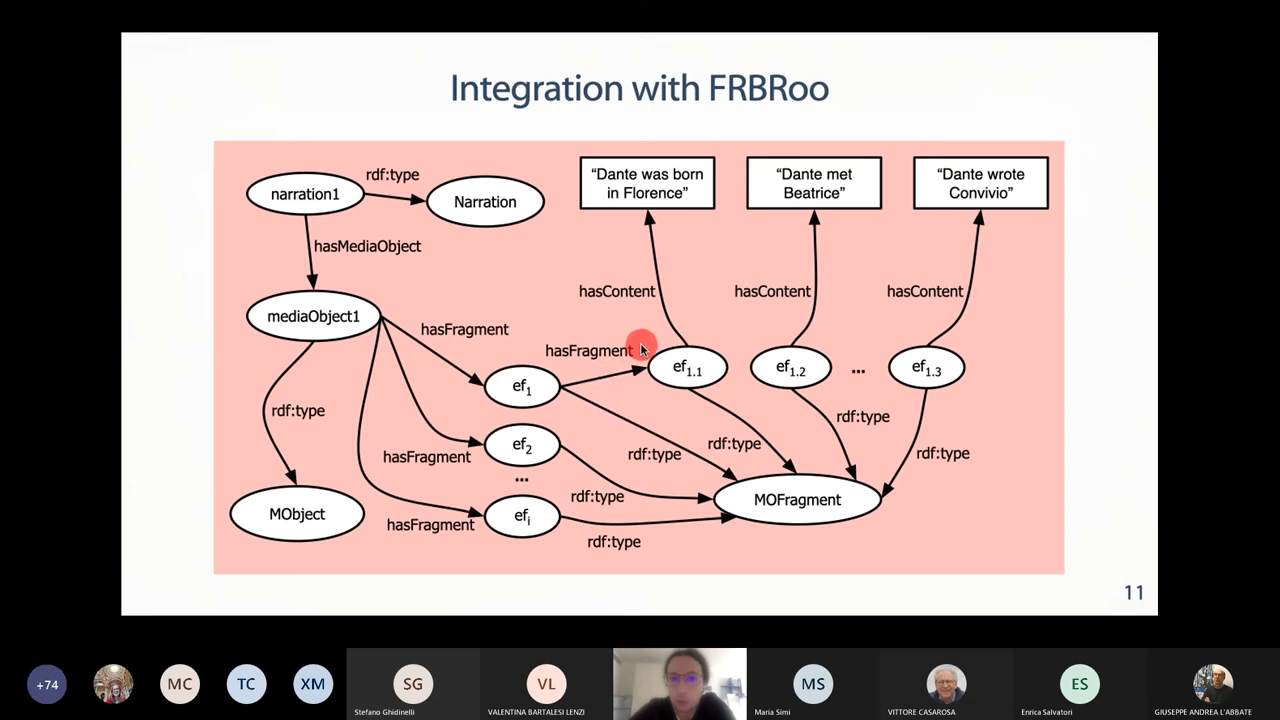 Integration with FRBRoo
narration1
rdf:type
Narration
"Dante was born
in Florence"
"Dante met
Beatrice"
"Dante wrote
Convivio"
hasMediaObject
hasContent
hasContent
hasContent
mediaObject1
hasFragment
hasFragment
ef1
ef1.1
ef1.2
...
ef1.3
rdf:type
hasFragment
ef2
rdf:type
rdf:type
rdf:type
rdf:type
...
rdf:type
MObject
hasFragment
efi
rdf:type
MOFragment
11
+74
MC
TC
XM
SG
Stefano Ghidinelli
VL
VALENTINA BARTALESI LENZI
MS
Maria Simi
VITTORE CASAROSA
ES
Enrica Salvatori
GIUSEPPE ANDREA L'ABBATE